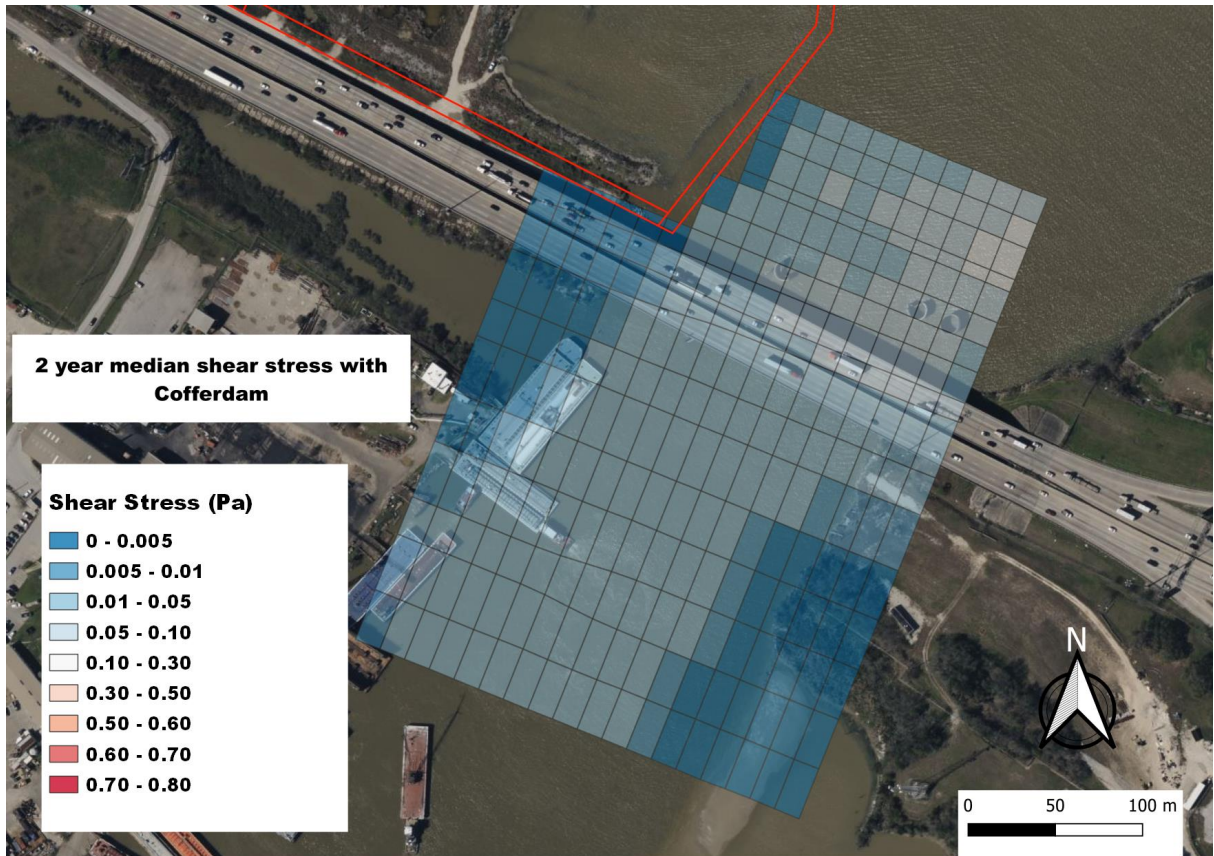 2 year median shear stress with
Cofferdam
Shear Stress (Pa)
0 - 0.005
0.005 - 0.01
0.01 - 0.05
0.05 - 0.10
0.10 - 0.30
0.30 - 0.50
0.50 - 0.60
0.60 - 0.70
0.70 - 0.80
N
0 50 100 m